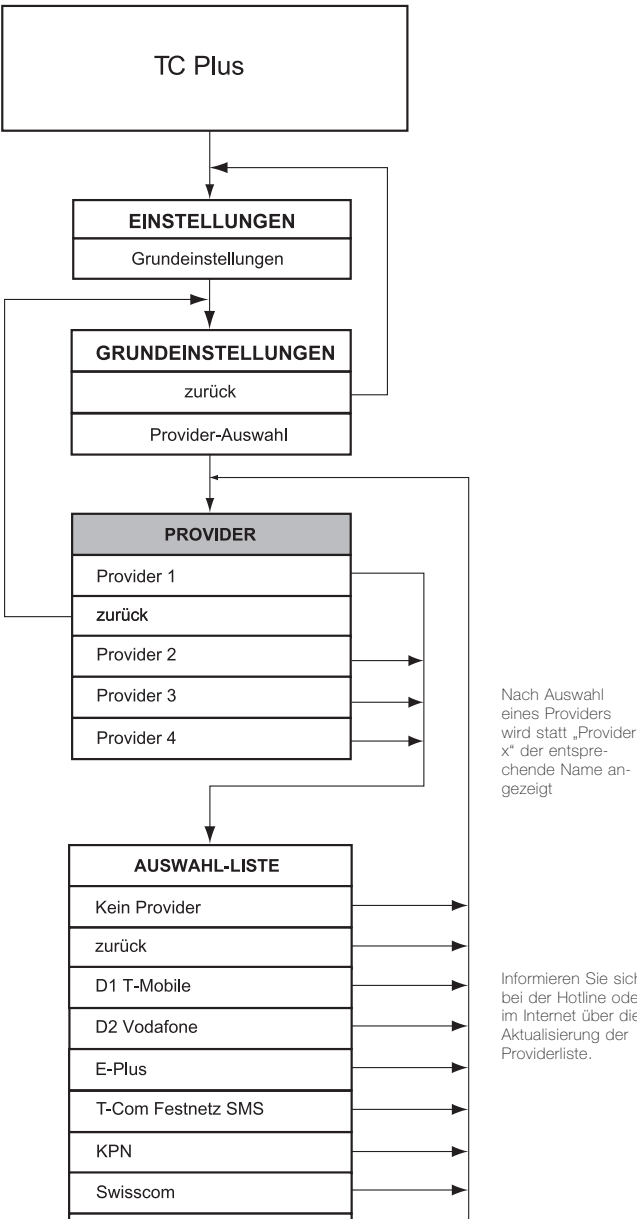 TC Plus
EINSTELLUNGEN
Grundeinstellungen
GRUNDEINSTELLUNGEN
zurück
Provider-Auswahl
PROVIDER
Provider 1
zurück
Provider 2
Provider 3
Provider 4
Nach Auswahl
eines Providers
wird statt „Provider
x“ der entspre-
chende Name an-
gezeigt
AUSWAHL-LISTE
Kein Provider
zurück
D1 T-Mobile
D2 Vodafone
E-Plus
T-Com Festnetz SMS
KPN
Swisscom
Informieren Sie sich
bei der Hotline ode
im Internet über die
Aktualisierung der
Providerliste.